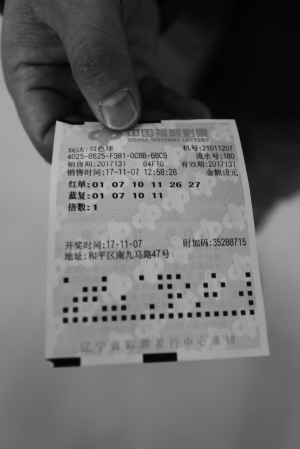 中国福利彩票
CHINA WELFARE LOTTERY
玩法:双色球 机号:21011207
4025-6825-F381-0C8B-66C9 流水号:180
销售期:2017131 84F10 有效期:2017131
销售时间:17-11-07 12:58:28 金额:8元
红单:01 07 10 11 26 27
蓝复:01 07 10 11
倍数:1
开奖时间:17-11-07 附加码:35288715
地址:和平区南九马路47号
辽宁省彩票发行中心承销